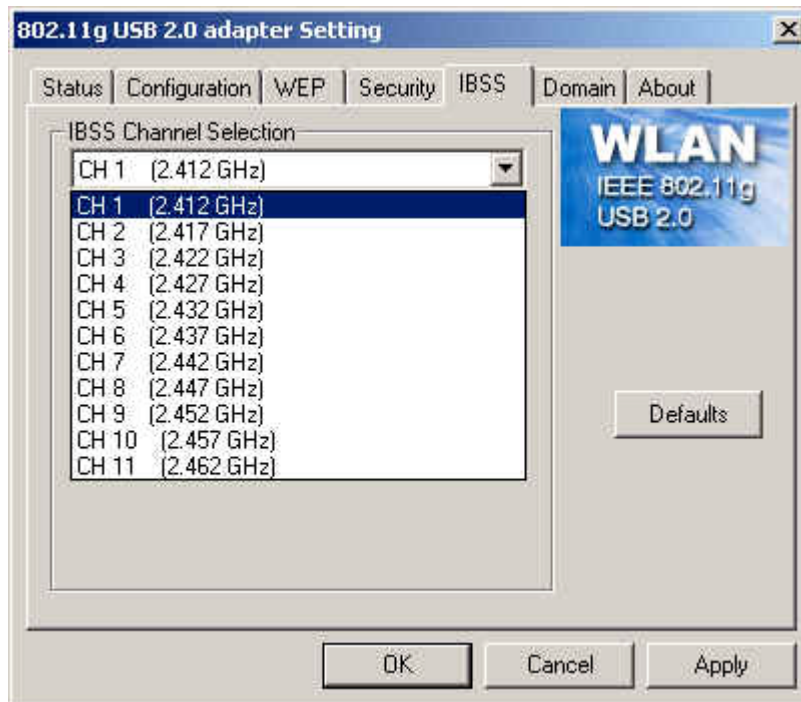 802.11g USB 2.0 adapter Setting
Status Configuration WEP Security IBSS Domain About
IBSS Channel Selection
CH 1 (2.412 GHz)
CH 1 (2.412 GHz)
CH 2 (2.417 GHz)
CH 3 (2.422 GHz)
CH 4 (2.427 GHz)
CH 5 (2.432 GHz)
CH 6 (2.437 GHz)
CH 7 (2.442 GHz)
CH 8 (2.447 GHz)
CH 9 (2.452 GHz)
CH 10 (2.457 GHz)
CH 11 (2.462 GHz)
WLAN
IEEE 802.11g
USB 2.0
Defaults
OK Cancel Apply